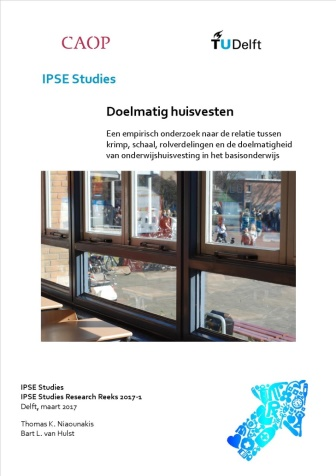 CAOP
TUDelft
IPSE Studies
Doelmatig huisvesten
Een empirisch onderzoek naar de relatie tussen
krimp, schaal, rolverdelingen en de doelmatigheid
van onderwijshuisvesting in het basisonderwijs
IPSE Studies
IPSE Studies Research Reeks 2017-1
Delft, maart 2017
Thomas K. Niaounakis
Bart L. van Hulst